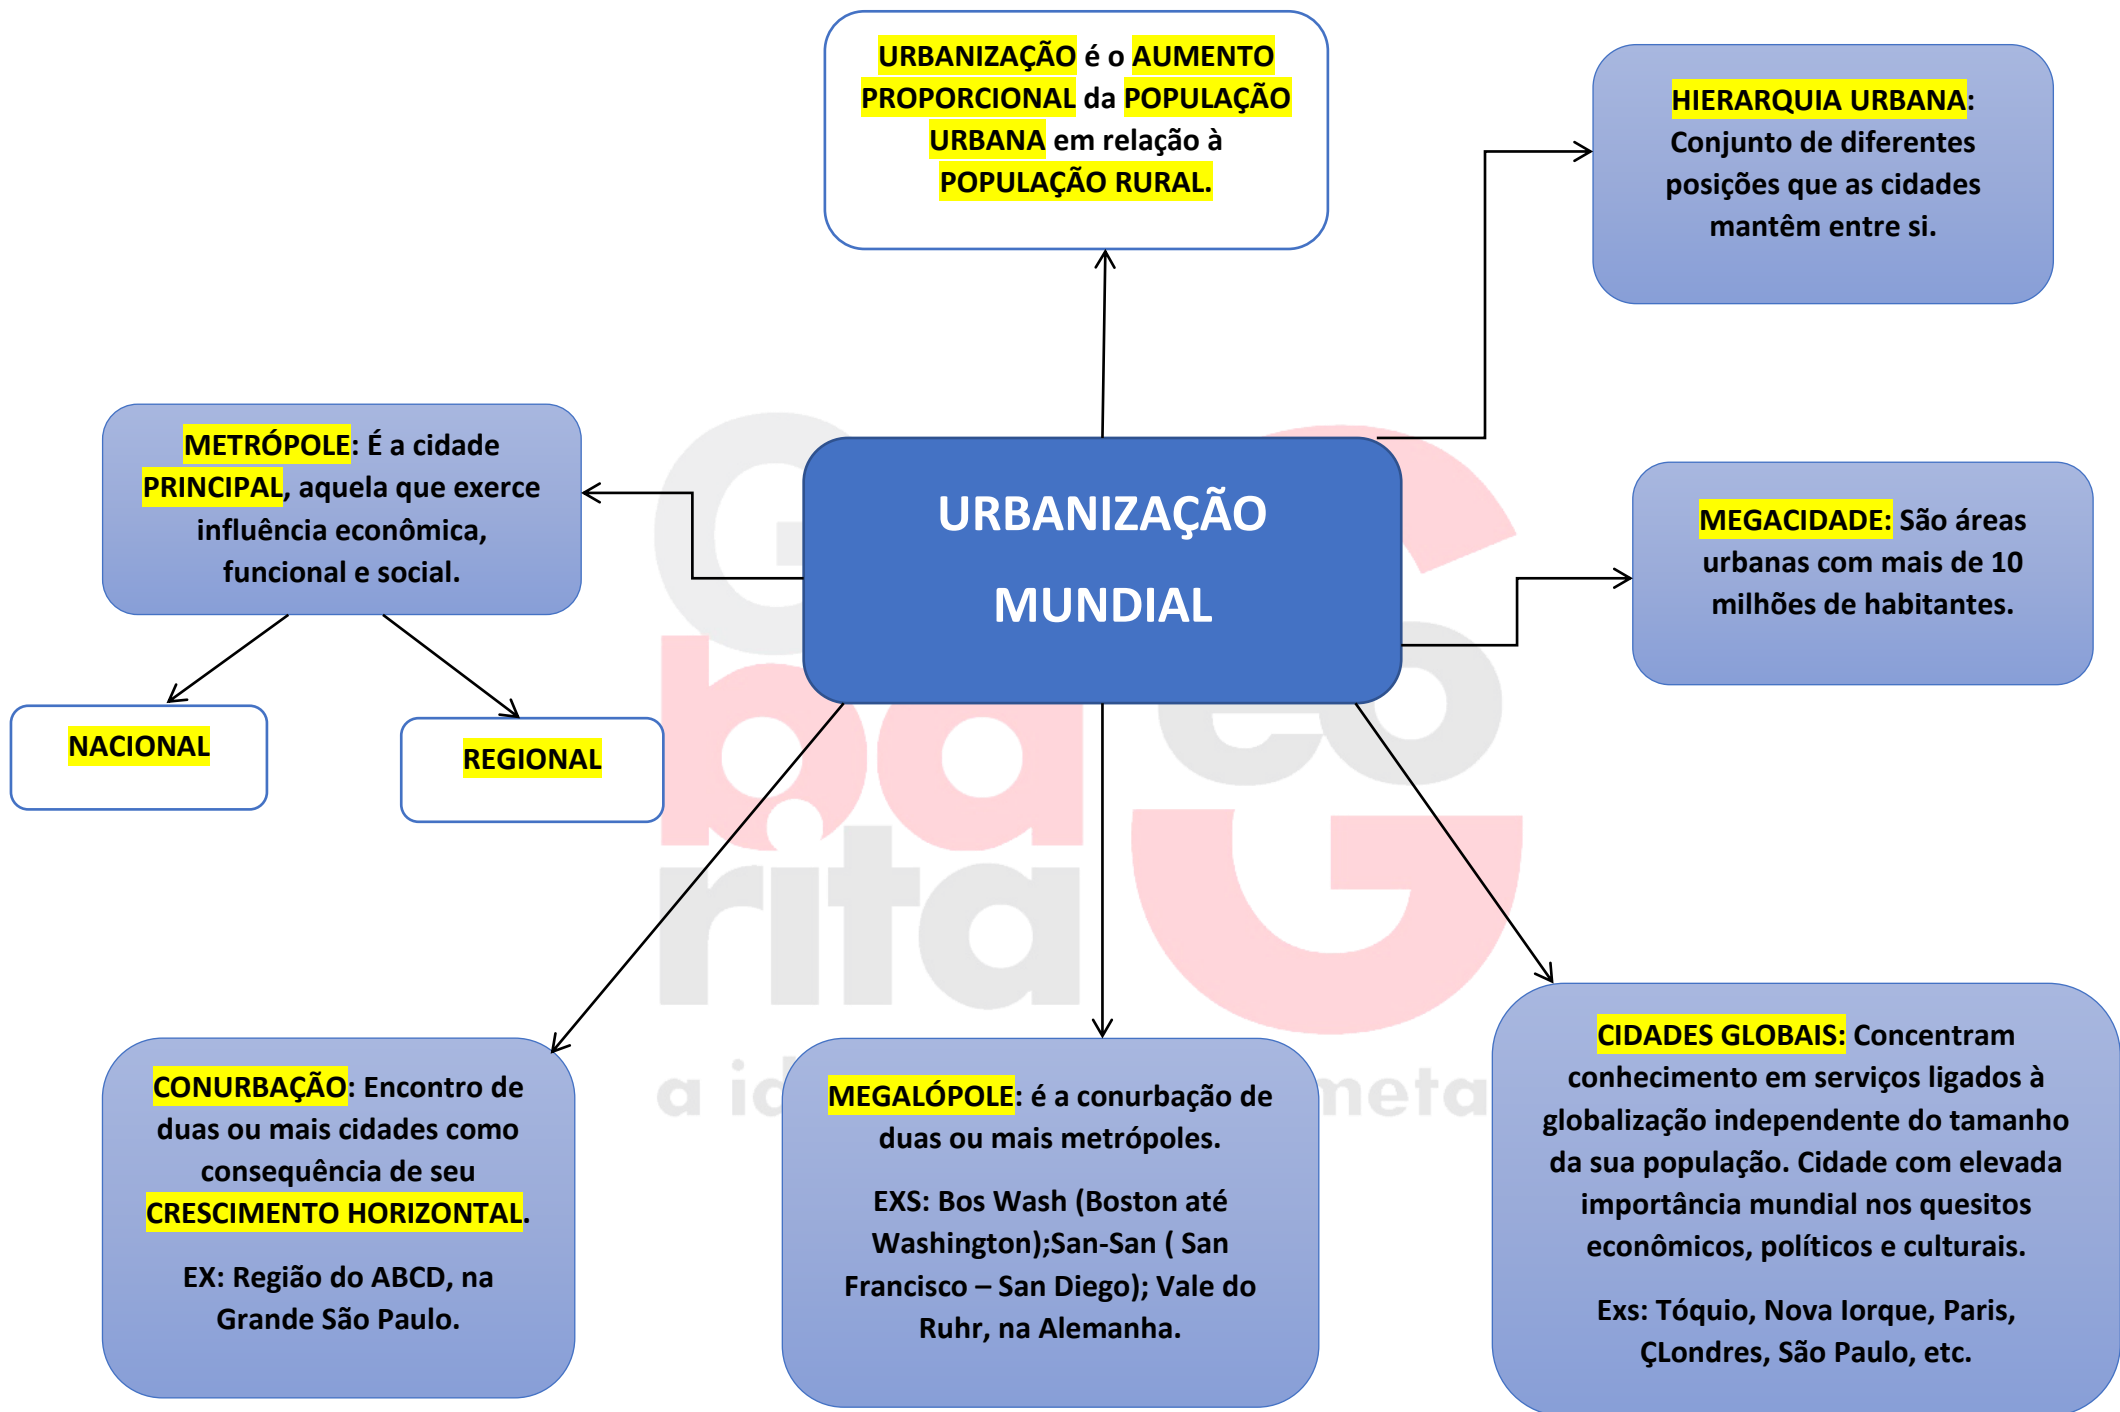 URBANIZAÇÃO é o AUMENTO
PROPORCIONAL da POPULAÇÃO
URBANA em relação à
POPULAÇÃO RURAL.
HIERARQUIA URBANA:
Conjunto de diferentes
posições que as cidades
mantêm entre si.
METRÓPOLE: É a cidade
PRINCIPAL, aquela que exerce
influência econômica,
funcional e social.
URBANIZAÇÃO
MUNDIAL
MEGACIDADE: São áreas
urbanas com mais de 10
milhões de habitantes.
NACIONAL
REGIONAL
CONURBAÇÃO: Encontro de
duas ou mais cidades como
consequência de seu
CRESCIMENTO HORIZONTAL.
EX: Região do ABCD, na
Grande São Paulo.
MEGALÓPOLE: é a conurbação de
duas ou mais metrópoles.
EXS: Bos Wash (Boston até
Washington);San-San ( San
Francisco – San Diego); Vale do
Ruhr, na Alemanha.
CIDADES GLOBAIS: Concentram
conhecimento em serviços ligados à
globalização independente do tamanho
da sua população. Cidade com elevada
importância mundial nos quesitos
econômicos, políticos e culturais.
Exs: Tóquio, Nova Iorque, Paris,
ÇLondres, São Paulo, etc.
ba eo
rita G
a meta